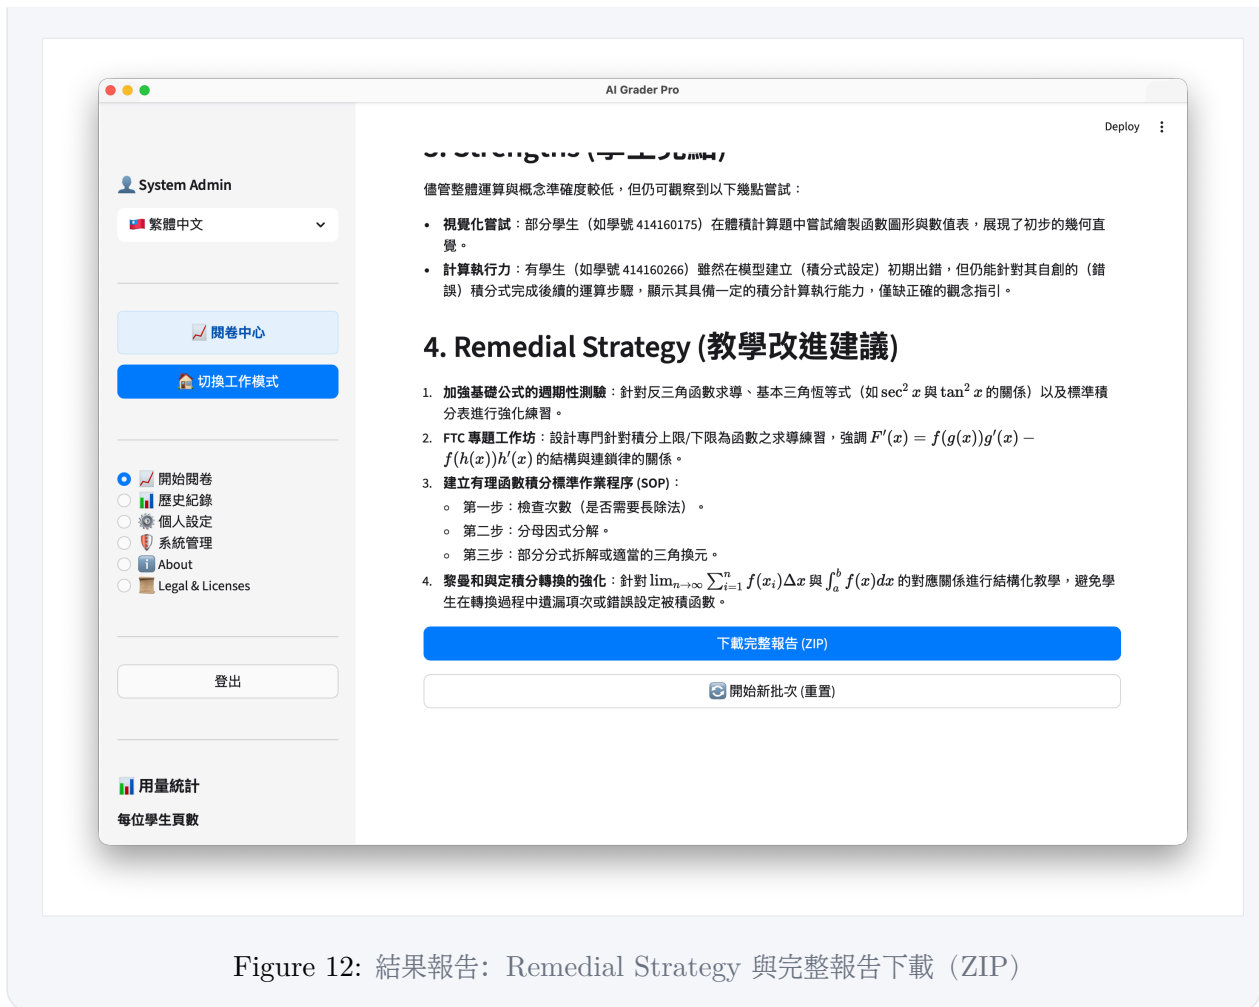 AI Grader Pro
Deploy
System Admin
繁體中文
閱卷中心
切換工作模式
開始閱卷
歷史紀錄
個人設定
系統管理
About
Legal & Licenses
登出
用量統計
每位學生頁數
3. Strengths (學生亮點)
儘管整體運算與概念準確度較低，但仍可觀察到以下幾點嘗試：
• 視覺化嘗試：部分學生（如學號 414160175）在體積計算題中嘗試繪製函數圖形與數值表，展現了初步的幾何直
覺。
• 計算執行力：有學生（如學號 414160266）雖然在模型建立（積分式設定）初期出錯，但仍能針對其自創的（錯
誤）積分式完成後續的運算步驟，顯示其具備一定的積分計算執行能力，僅缺正確的觀念指引。
4. Remedial Strategy (教學改進建議)
1. 加強基礎公式的週期性測驗：針對反三角函數求導、基本三角恆等式（如 sec² x 與 tan² x 的關係）以及標準積
分表進行強化練習。
2. FTC 專題工作坊：設計專門針對積分上限/下限為函數之求導練習，強調 F′(x) = f(g(x))g′(x) −
f(h(x))h′(x) 的結構與連鎖律的關係。
3. 建立有理函數積分標準作業程序 (SOP)：
◦ 第一步：檢查次數（是否需要長除法）。
◦ 第二步：分母因式分解。
◦ 第三步：部分分式拆解或適當的三角換元。
4. 黎曼和與定積分轉換的強化：針對 lim_{n→∞} ∑_{i=1}^{n} f(x_i)Δx 與 ∫_a^b f(x)dx 的對應關係進行結構化教學，避免學
生在轉換過程中遺漏項次或錯誤設定被積函數。
下載完整報告 (ZIP)
開始新批次 (重置)
Figure 12: 結果報告：Remedial Strategy 與完整報告下載（ZIP）